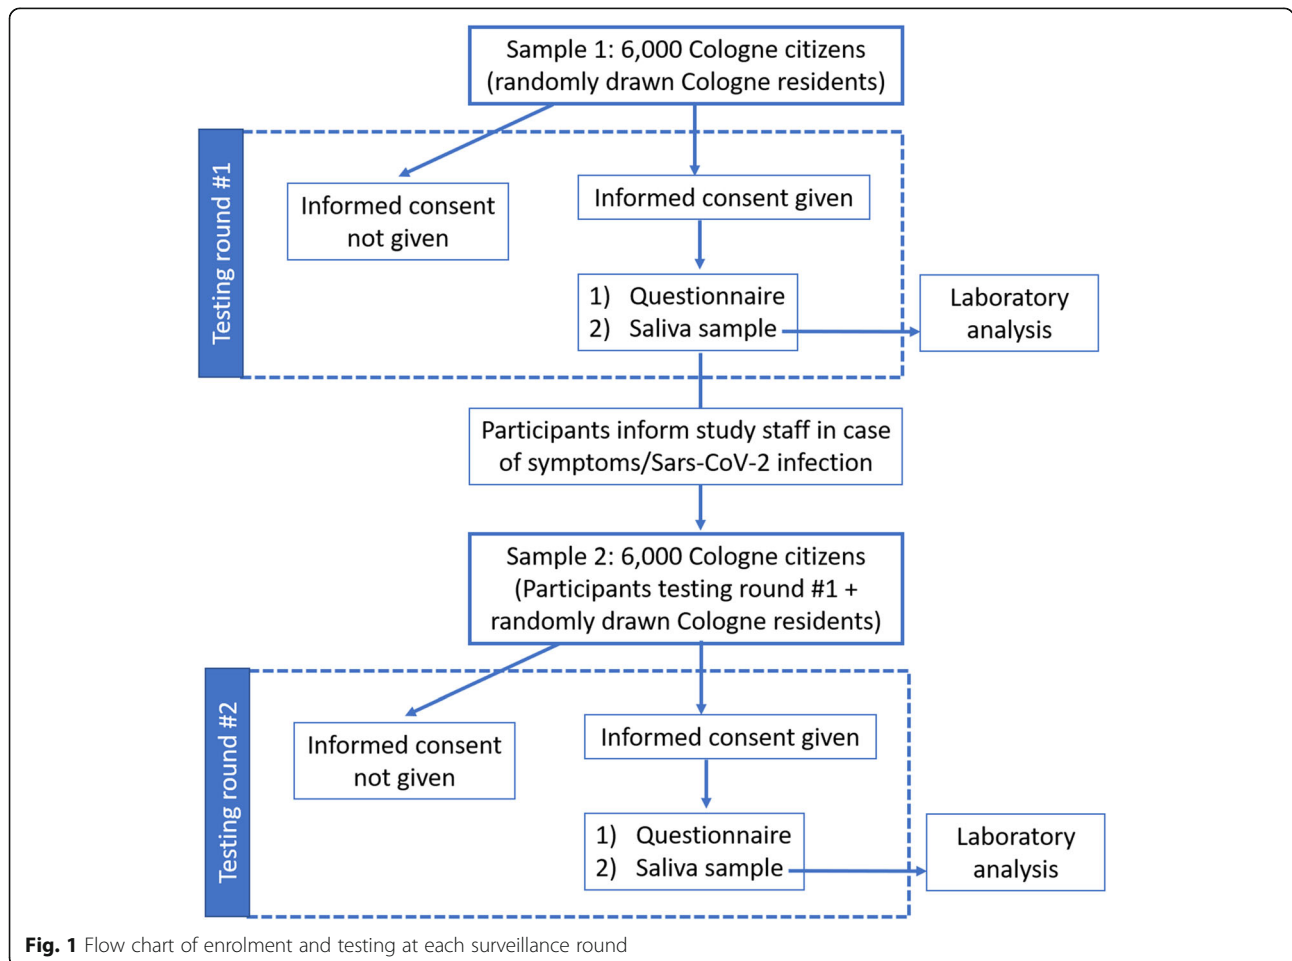 Sample 1: 6,000 Cologne citizens
(randomly drawn Cologne residents)
Testing round #1
Informed consent
not given
Informed consent given
1) Questionnaire
2) Saliva sample
Laboratory
analysis
Participants inform study staff in case
of symptoms/Sars-CoV-2 infection
Sample 2: 6,000 Cologne citizens
(Participants testing round #1 +
randomly drawn Cologne residents)
Testing round #2
Informed consent
not given
Informed consent given
1) Questionnaire
2) Saliva sample
Laboratory
analysis
Fig. 1 Flow chart of enrolment and testing at each surveillance round